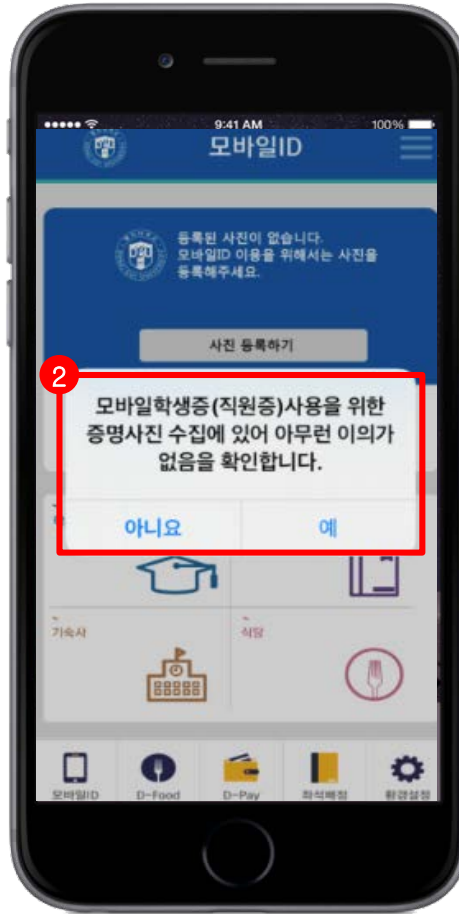 9:41 AM
100%
모바일ID
등록된 사진이 없습니다.
모바일ID 이용을 위해서는 사진을
등록해주세요.
사진 등록하기
2
모바일학생증(직원증)사용을 위한
증명사진 수집에 있어 아무런 이의가
없음을 확인합니다.
아니요 예
기숙사 식당
모바일ID D-Food D-Pay 좌석배정 환경설정